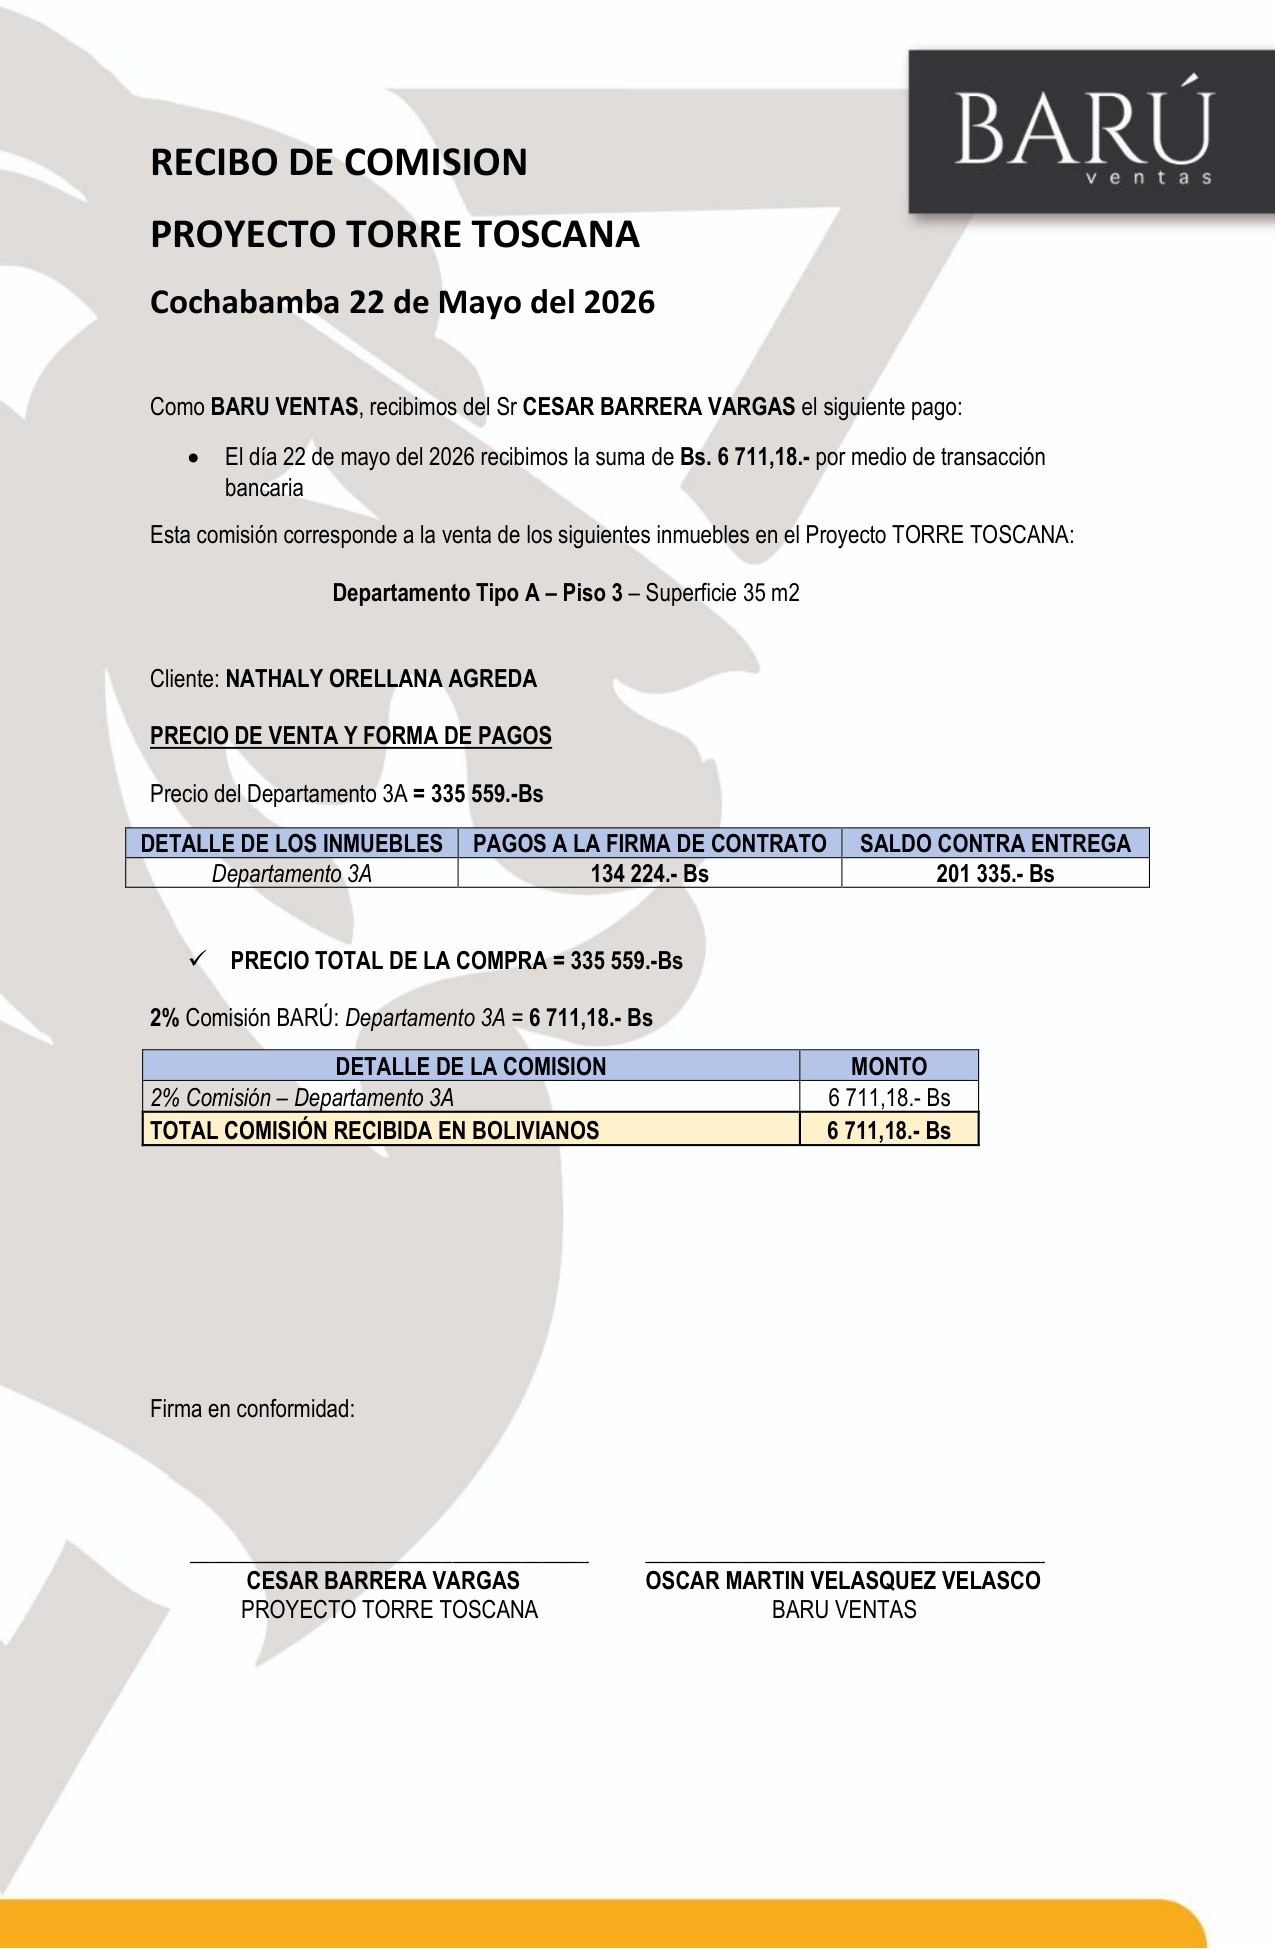 BARÚ
ventas
RECIBO DE COMISION
PROYECTO TORRE TOSCANA
Cochabamba 22 de Mayo del 2026
Como BARU VENTAS, recibimos del Sr CESAR BARRERA VARGAS el siguiente pago:
• El día 22 de mayo del 2026 recibimos la suma de Bs. 6 711,18.- por medio de transacción
bancaria
Esta comisión corresponde a la venta de los siguientes inmuebles en el Proyecto TORRE TOSCANA:
Departamento Tipo A – Piso 3 – Superficie 35 m2
Cliente: NATHALY ORELLANA AGREDA
PRECIO DE VENTA Y FORMA DE PAGOS
Precio del Departamento 3A = 335 559.-Bs
DETALLE DE LOS INMUEBLES PAGOS A LA FIRMA DE CONTRATO SALDO CONTRA ENTREGA
Departamento 3A 134 224.- Bs 201 335.- Bs
✓ PRECIO TOTAL DE LA COMPRA = 335 559.-Bs
2% Comisión BARÚ: Departamento 3A = 6 711,18.- Bs
DETALLE DE LA COMISION MONTO
2% Comisión – Departamento 3A 6 711,18.- Bs
TOTAL COMISIÓN RECIBIDA EN BOLIVIANOS 6 711,18.- Bs
Firma en conformidad:
CESAR BARRERA VARGAS OSCAR MARTIN VELASQUEZ VELASCO
PROYECTO TORRE TOSCANA BARU VENTAS